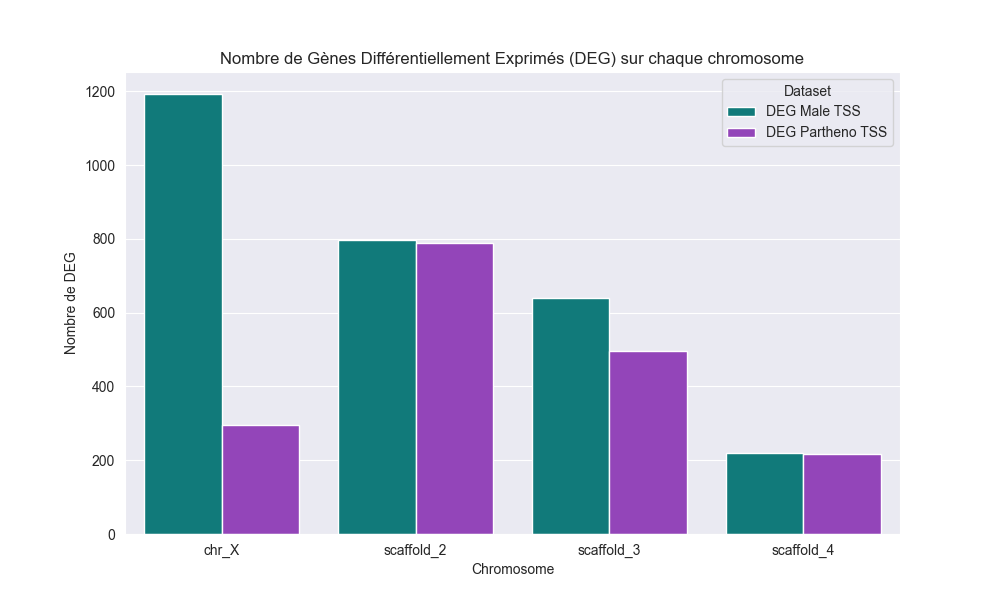 Nombre de Gènes Différentiellement Exprimés (DEG) sur chaque chromosome
Dataset
DEG Male TSS
DEG Partheno TSS
Nombre de DEG
1200
1000
800
600
400
200
0
chr_X scaffold_2 scaffold_3 scaffold_4
Chromosome